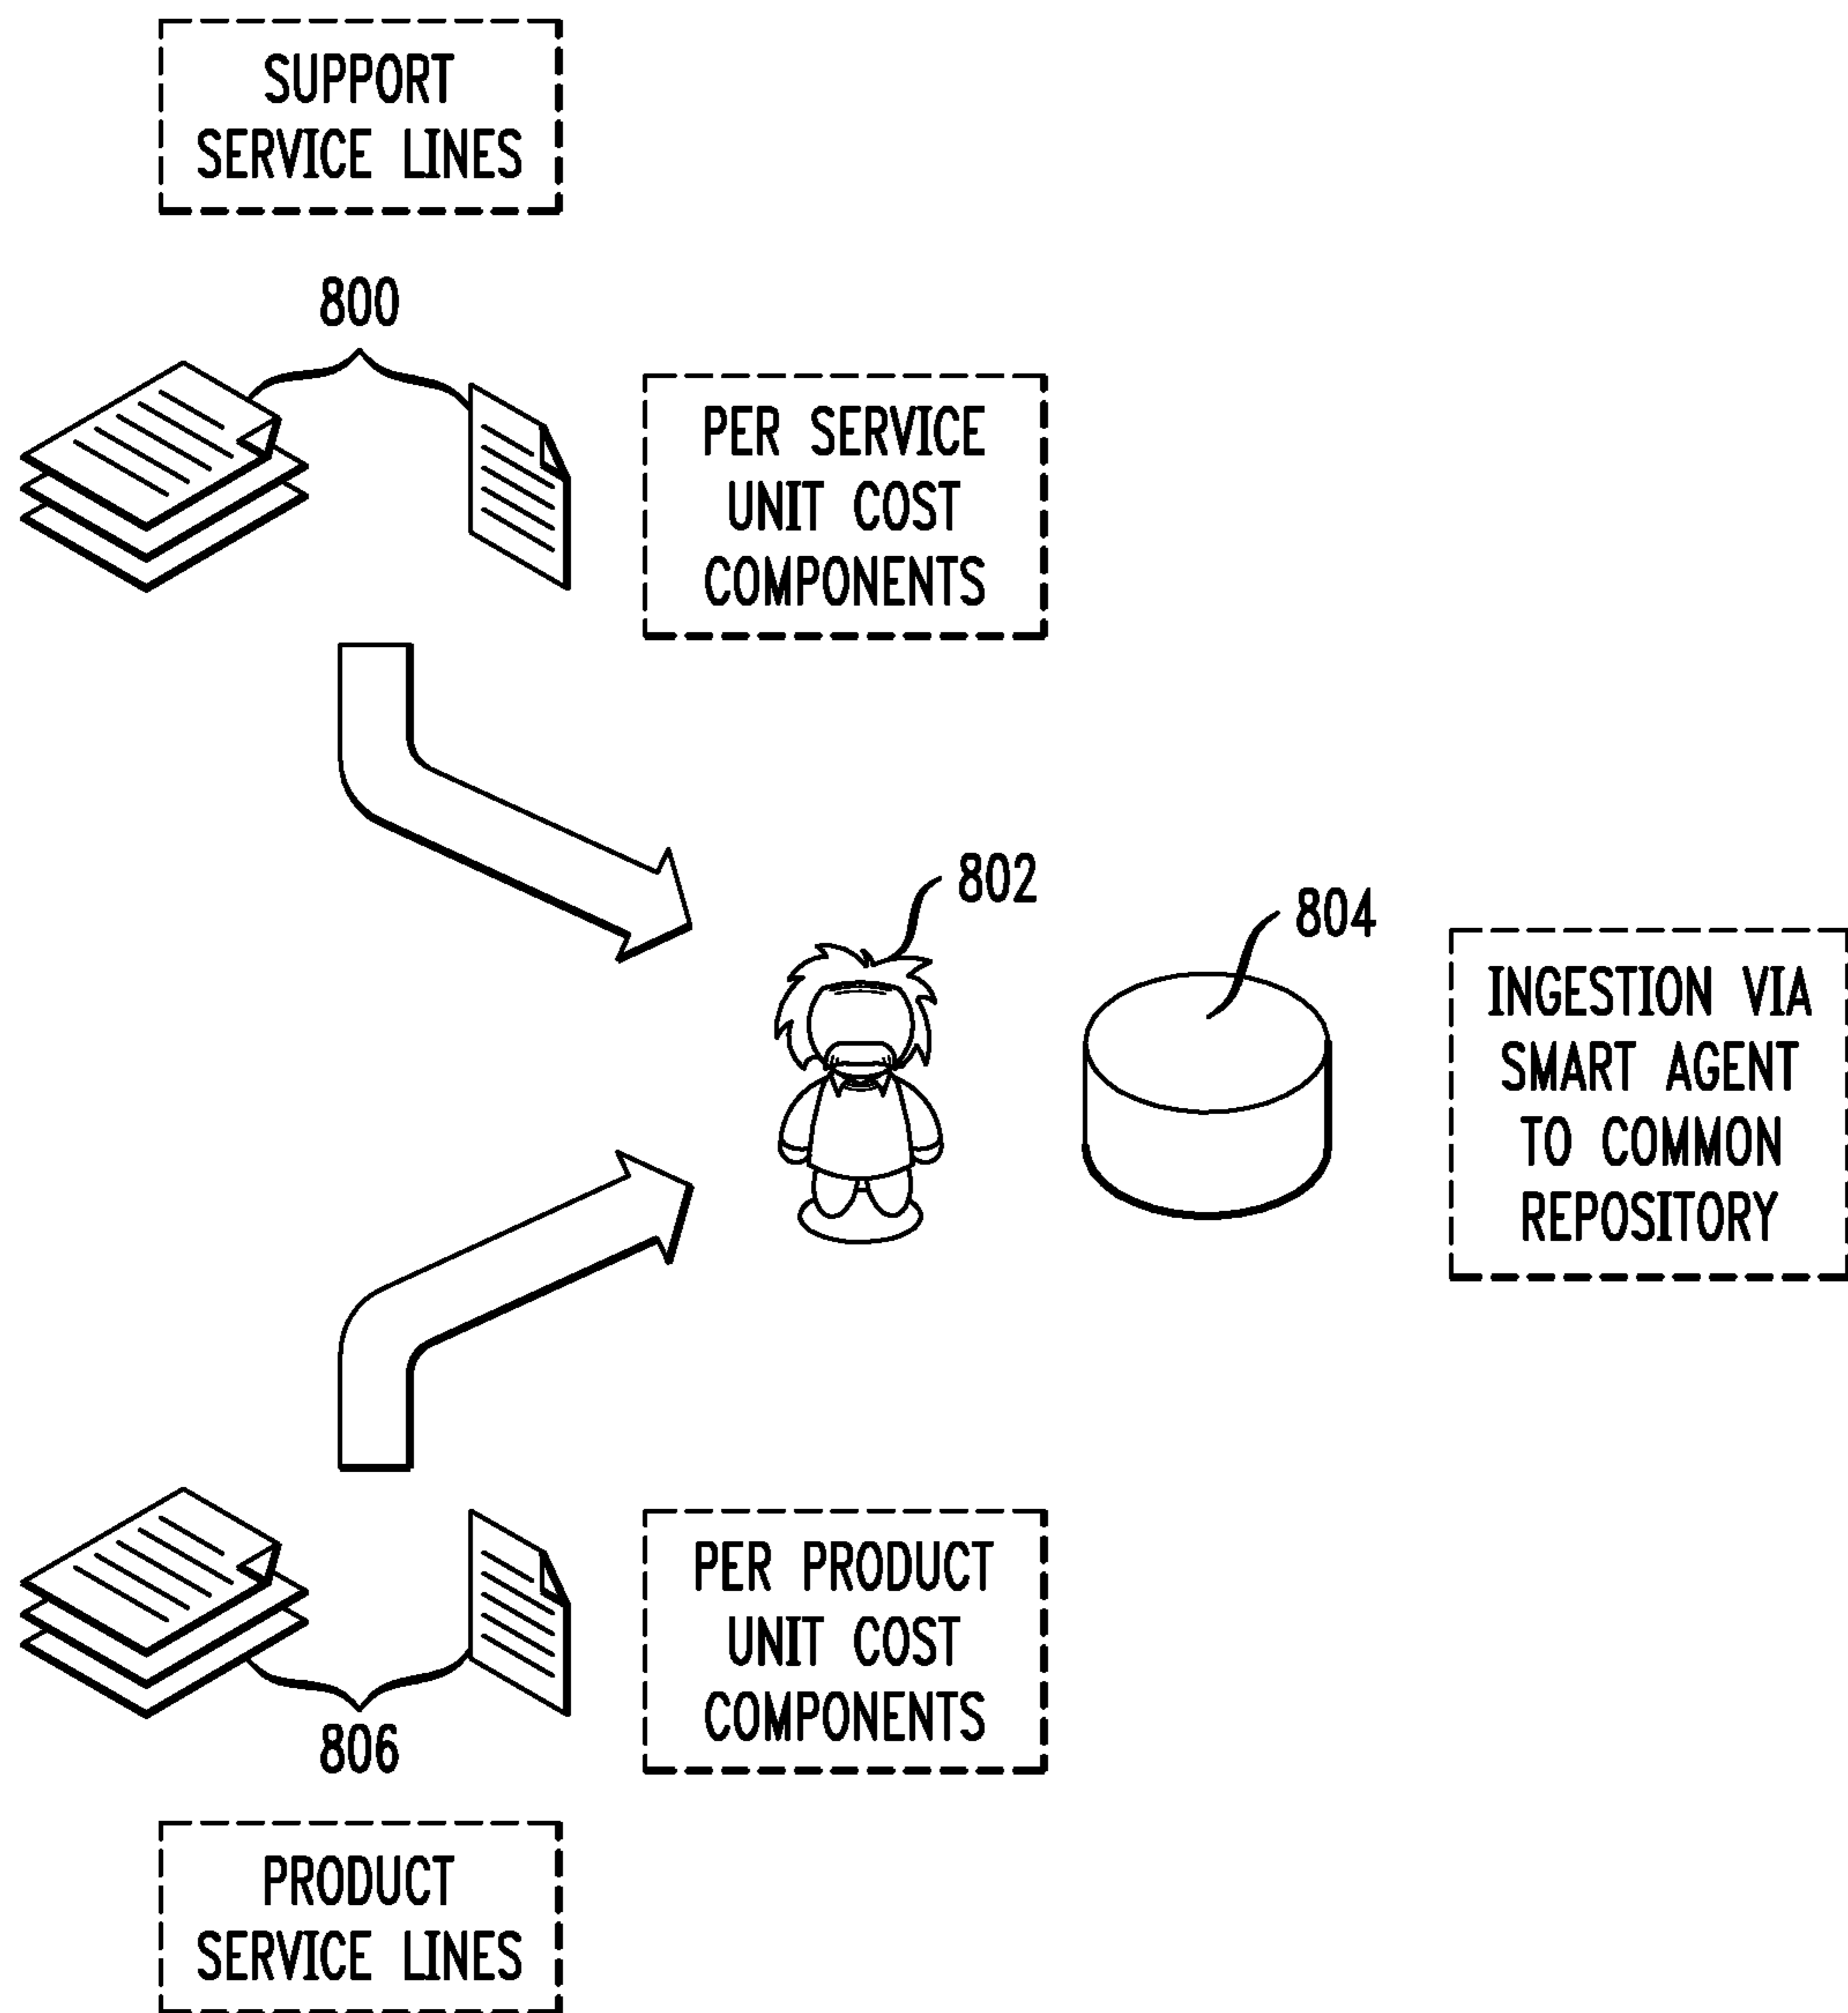 SUPPORT
SERVICE LINES
800
PER SERVICE
UNIT COST
COMPONENTS
802
804
INGESTION VIA
SMART AGENT
TO COMMON
REPOSITORY
PER PRODUCT
UNIT COST
COMPONENTS
806
PRODUCT
SERVICE LINES